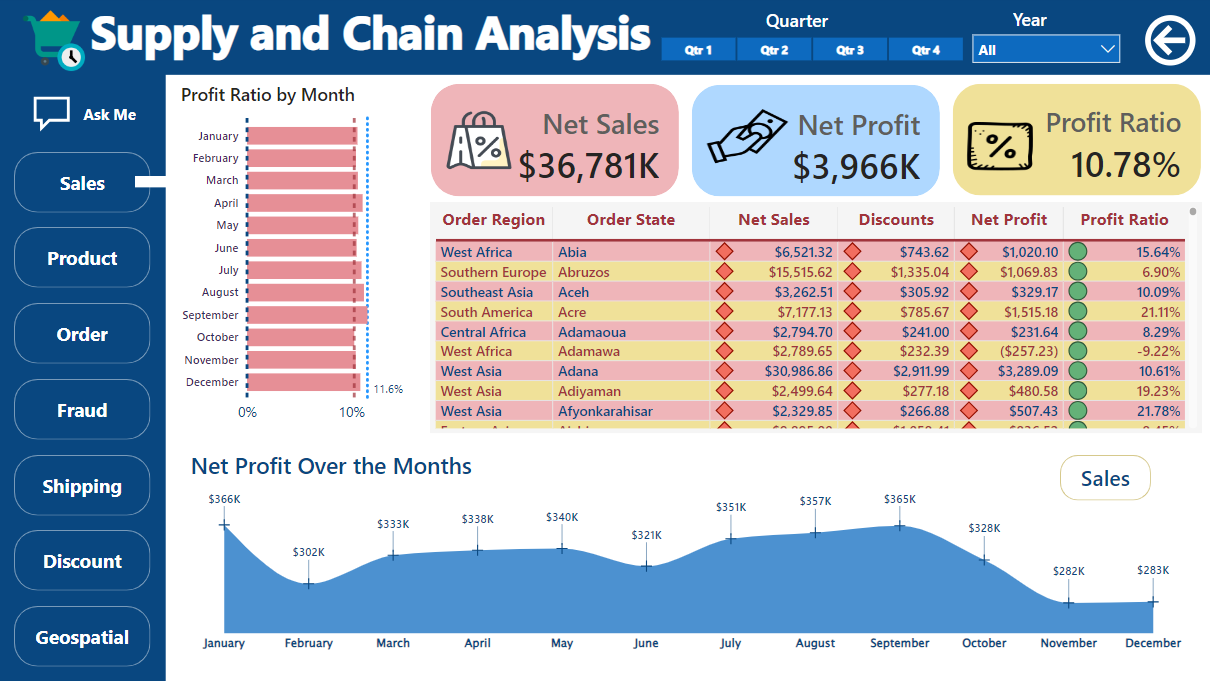 Supply and Chain Analysis
Quarter
Qtr 1
Qtr 2
Qtr 3
Qtr 4
Year
All
Ask Me
Sales
Product
Order
Fraud
Shipping
Discount
Geospatial
Profit Ratio by Month
January
February
March
April
May
June
July
August
September
October
November
December
11.6%
0%
10%
Net Sales
$36,781K
Net Profit
$3,966K
Profit Ratio
10.78%
Order Region Order State Net Sales Discounts Net Profit Profit Ratio
West Africa Abia $6,521.32 $743.62 $1,020.10 15.64%
Southern Europe Abruzos $15,515.62 $1,335.04 $1,069.83 6.90%
Southeast Asia Aceh $3,262.51 $305.92 $329.17 10.09%
South America Acre $7,177.13 $785.67 $1,515.18 21.11%
Central Africa Adamaoua $2,794.70 $241.00 $231.64 8.29%
West Africa Adamawa $2,789.65 $232.39 ($257.23) -9.22%
West Asia Adana $30,986.86 $2,911.99 $3,289.09 10.61%
West Asia Adiyaman $2,499.64 $277.18 $480.58 19.23%
West Asia Afyonkarahisar $2,329.85 $266.88 $507.43 21.78%
Net Profit Over the Months
Sales
$366K
$302K
$333K
$338K
$340K
$321K
$351K
$357K
$365K
$328K
$282K
$283K
January
February
March
April
May
June
July
August
September
October
November
December